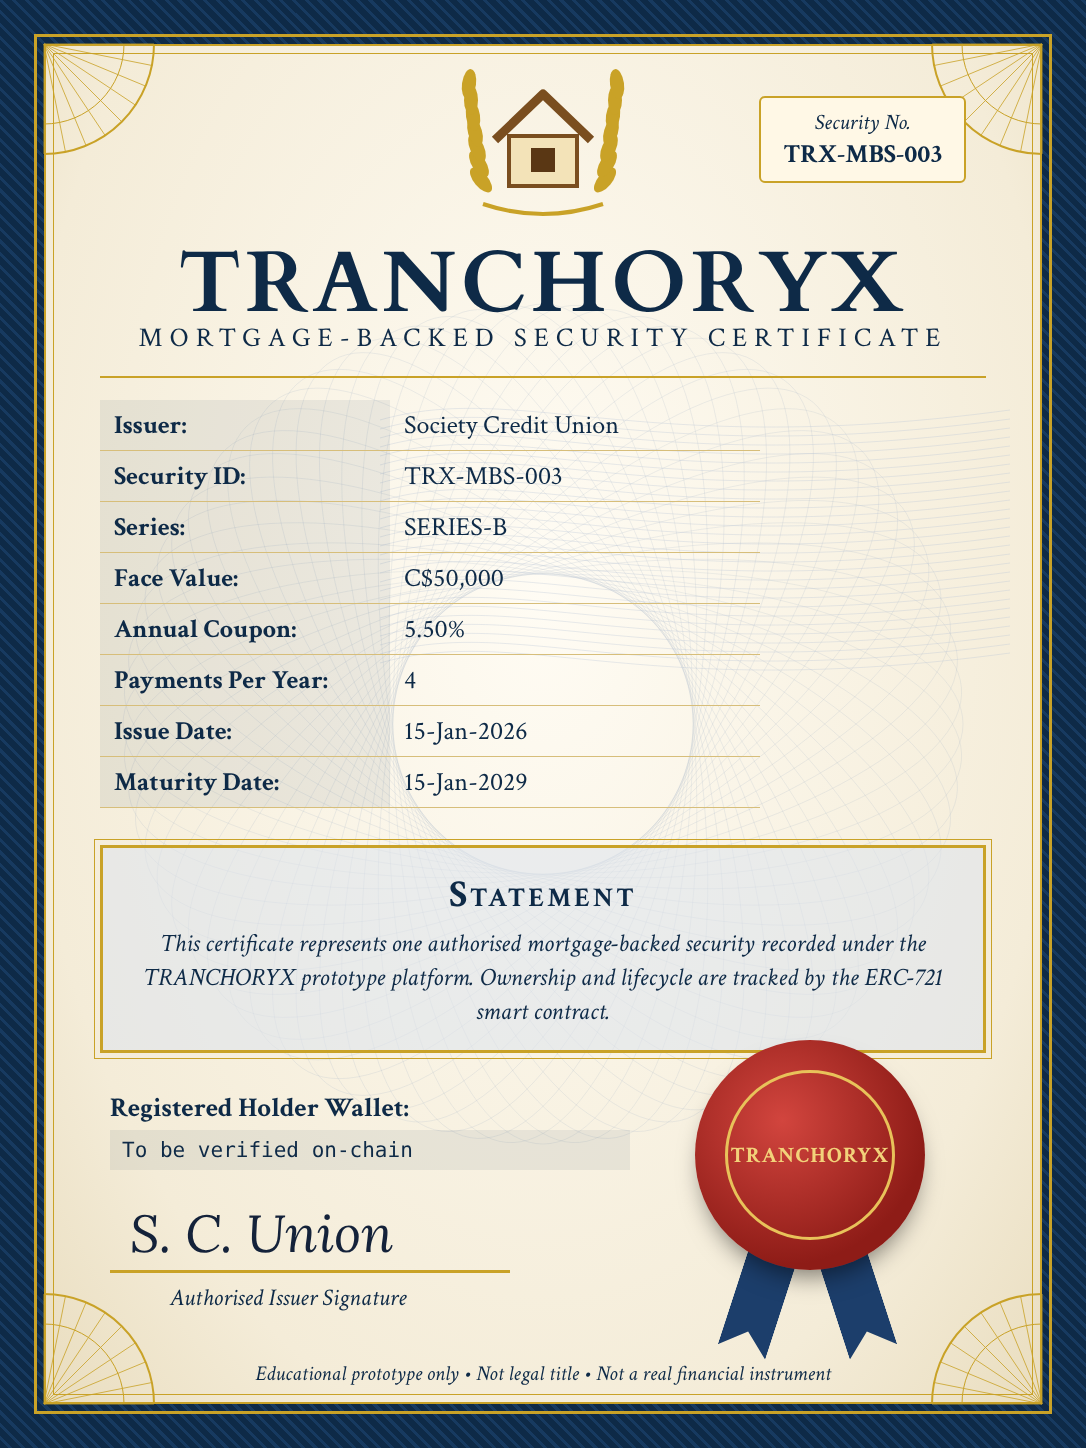 Security No.
TRX-MBS-003
TRANCHORYX
MORTGAGE-BACKED SECURITY CERTIFICATE
Issuer: Society Credit Union
Security ID: TRX-MBS-003
Series: SERIES-B
Face Value: C$50,000
Annual Coupon: 5.50%
Payments Per Year: 4
Issue Date: 15-Jan-2026
Maturity Date: 15-Jan-2029
Statement
This certificate represents one authorised mortgage-backed security recorded under the
TRANCHORYX prototype platform. Ownership and lifecycle are tracked by the ERC-721
smart contract.
Registered Holder Wallet:
To be verified on-chain
TRANCHORYX
S. C. Union
Authorised Issuer Signature
Educational prototype only • Not legal title • Not a real financial instrument